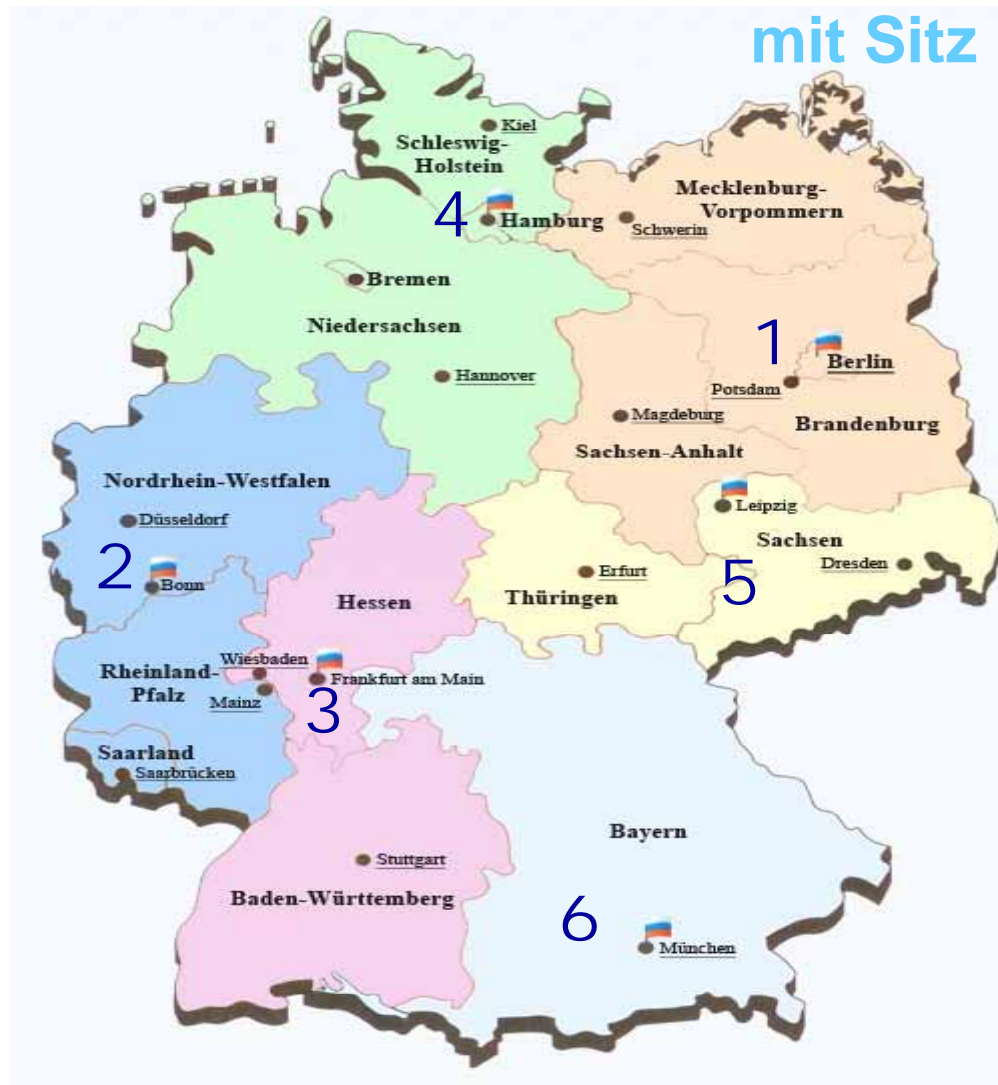 mit Sitz
Kiel
Schleswig-
Holstein
Mecklenburg-
Vorpommern
4
Hamburg
Schwerin
Bremen
Niedersachsen
1
Berlin
Hannover
Potsdam
Magdeburg
Brandenburg
Sachsen-Anhalt
Nordrhein-Westfalen
Leipzig
Düsseldorf
Sachsen
2
Bonn
Erfurt
5
Dresden
Thüringen
Hessen
Wiesbaden
Rheinland-
Pfalz
Frankfurt am Main
Mainz
3
Saarland
Saarbrücken
Bayern
Stuttgart
Baden-Württemberg
6
München